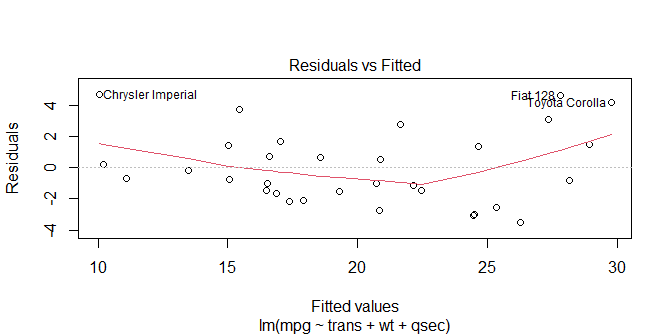 Residuals vs Fitted
Residuals
4
2
0
-2
-4
Chrysler Imperial
Fiat 128
Toyota Corolla
10 15 20 25 30
Fitted values
lm(mpg ~ trans + wt + qsec)